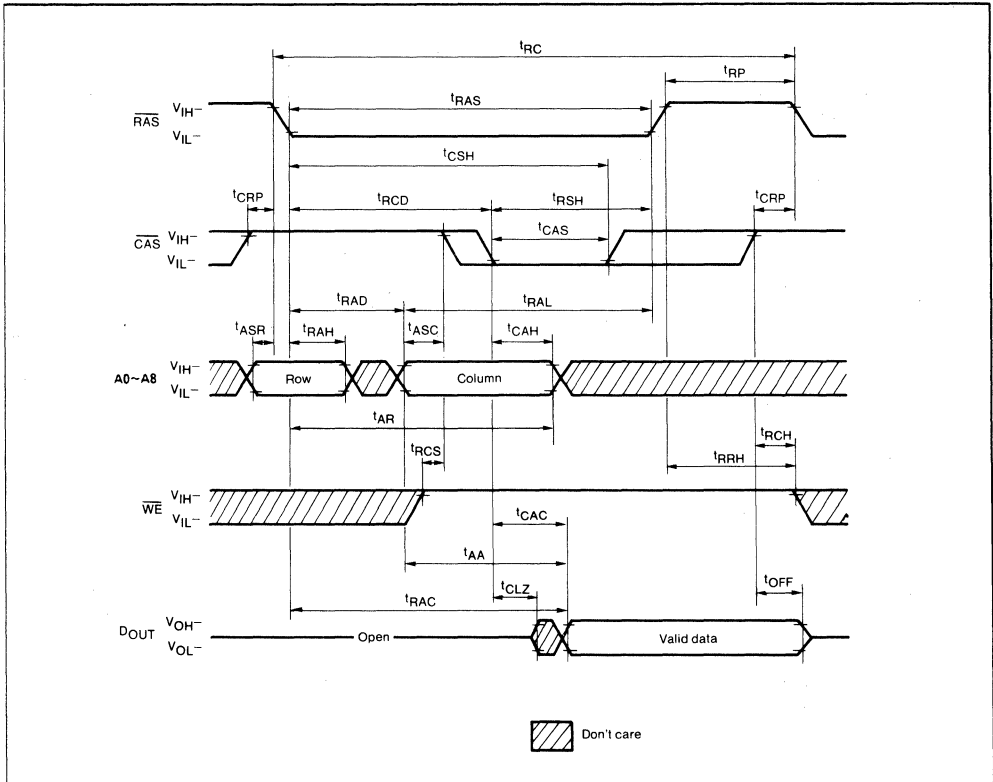 tRC
tRP
tRAS
RAS
VIH
VIL
tCSH
tCRP
tRCD
tRSH
tCRP
tCAS
CAS
VIH
VIL
tRAD
tRAL
tASR
tRAH
tASC
tCAH
A0~A8
VIH
VIL
Row
Column
tAR
tRCS
tRCH
tRRH
WE
VIH
VIL
tCAC
tAA
tCLZ
tOFF
tRAC
DOUT
VOH
VOL
Open
Valid data
Don't care